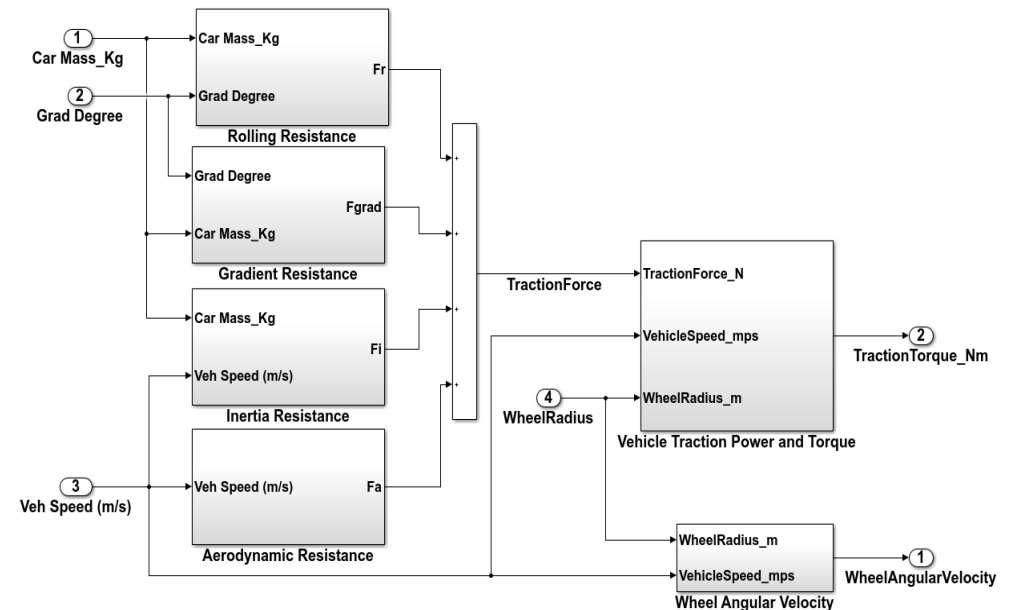 1
Car Mass_Kg
2
Grad Degree
Car Mass_Kg
Fr
Grad Degree
Rolling Resistance
Grad Degree
Fgrad
Car Mass_Kg
Gradient Resistance
Car Mass_Kg
Fi
Veh Speed (m/s)
Inertia Resistance
3
Veh Speed (m/s)
Veh Speed (m/s)
Fa
Aerodynamic Resistance
+
+
+
+
TractionForce
TractionForce_N
VehicleSpeed_mps
4
WheelRadius
WheelRadius_m
Vehicle Traction Power and Torque
2
TractionTorque_Nm
WheelRadius_m
VehicleSpeed_mps
Wheel Angular Velocity
1
WheelAngularVelocity